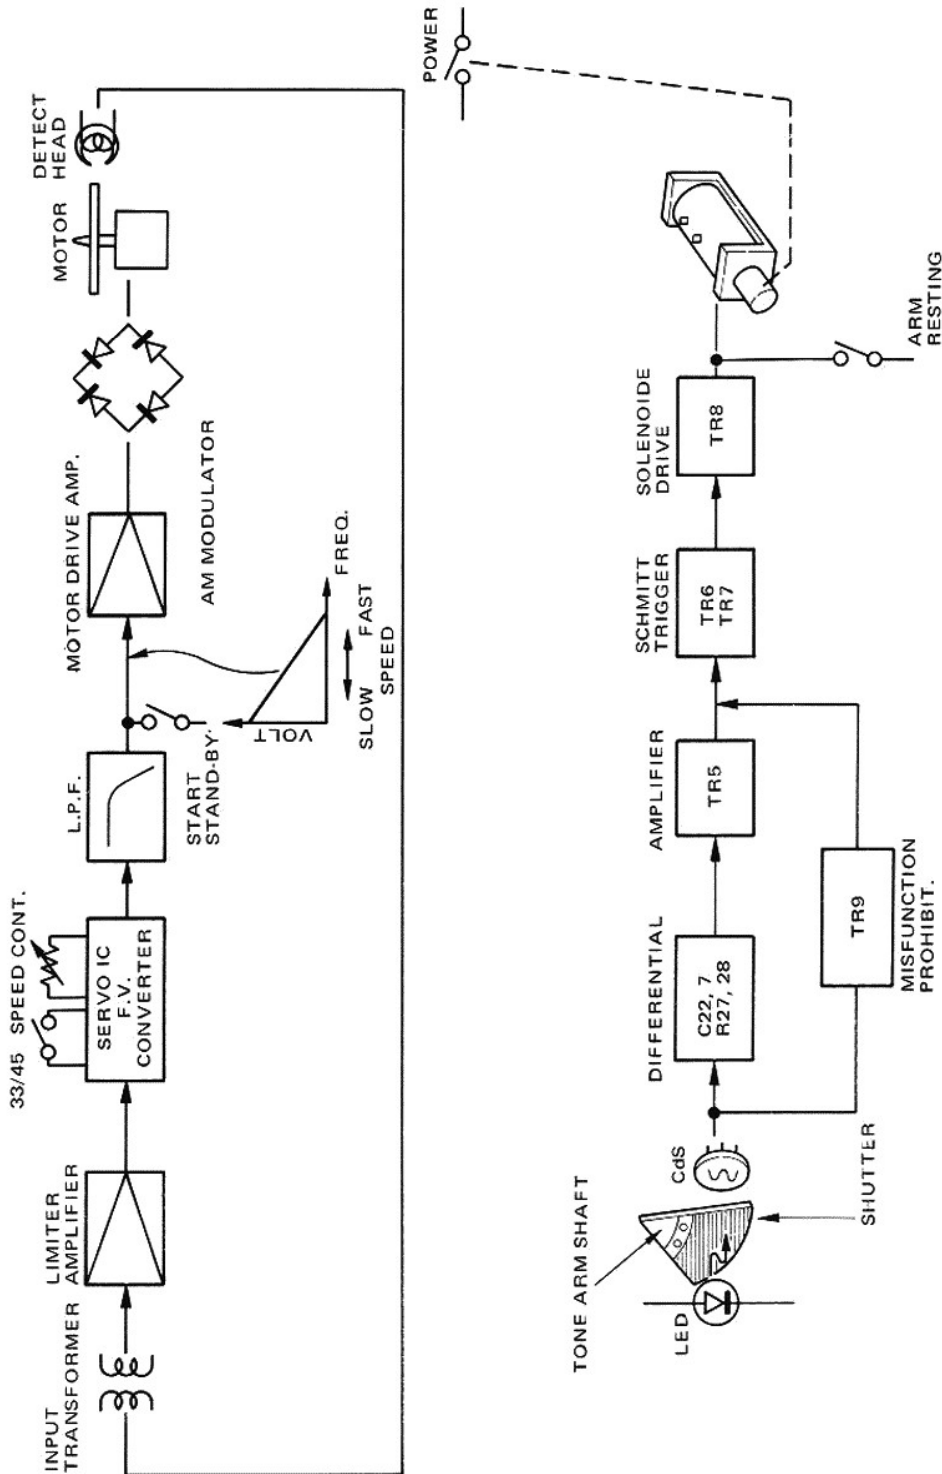 INPUT
TRANSFORMER
LIMITER
AMPLIFIER
33/45 SPEED CONT.
SERVO IC
F.V.
CONVERTER
L.P.F.
START
STAND-BY
MOTOR DRIVE AMP.
AM MODULATOR
VOLT
FREQ.
SLOW FAST
SPEED
MOTOR
DETECT
HEAD
TONE ARM SHAFT
LED
CdS
SHUTTER
DIFFERENTIAL
C22, 7
R27, 28
AMPLIFIER
TR5
TR9
MISFUNCTION
PROHIBIT.
SCHMITT
TRIGGER
TR6
TR7
SOLENOIDE
DRIVE
TR8
ARM
RESTING
POWER